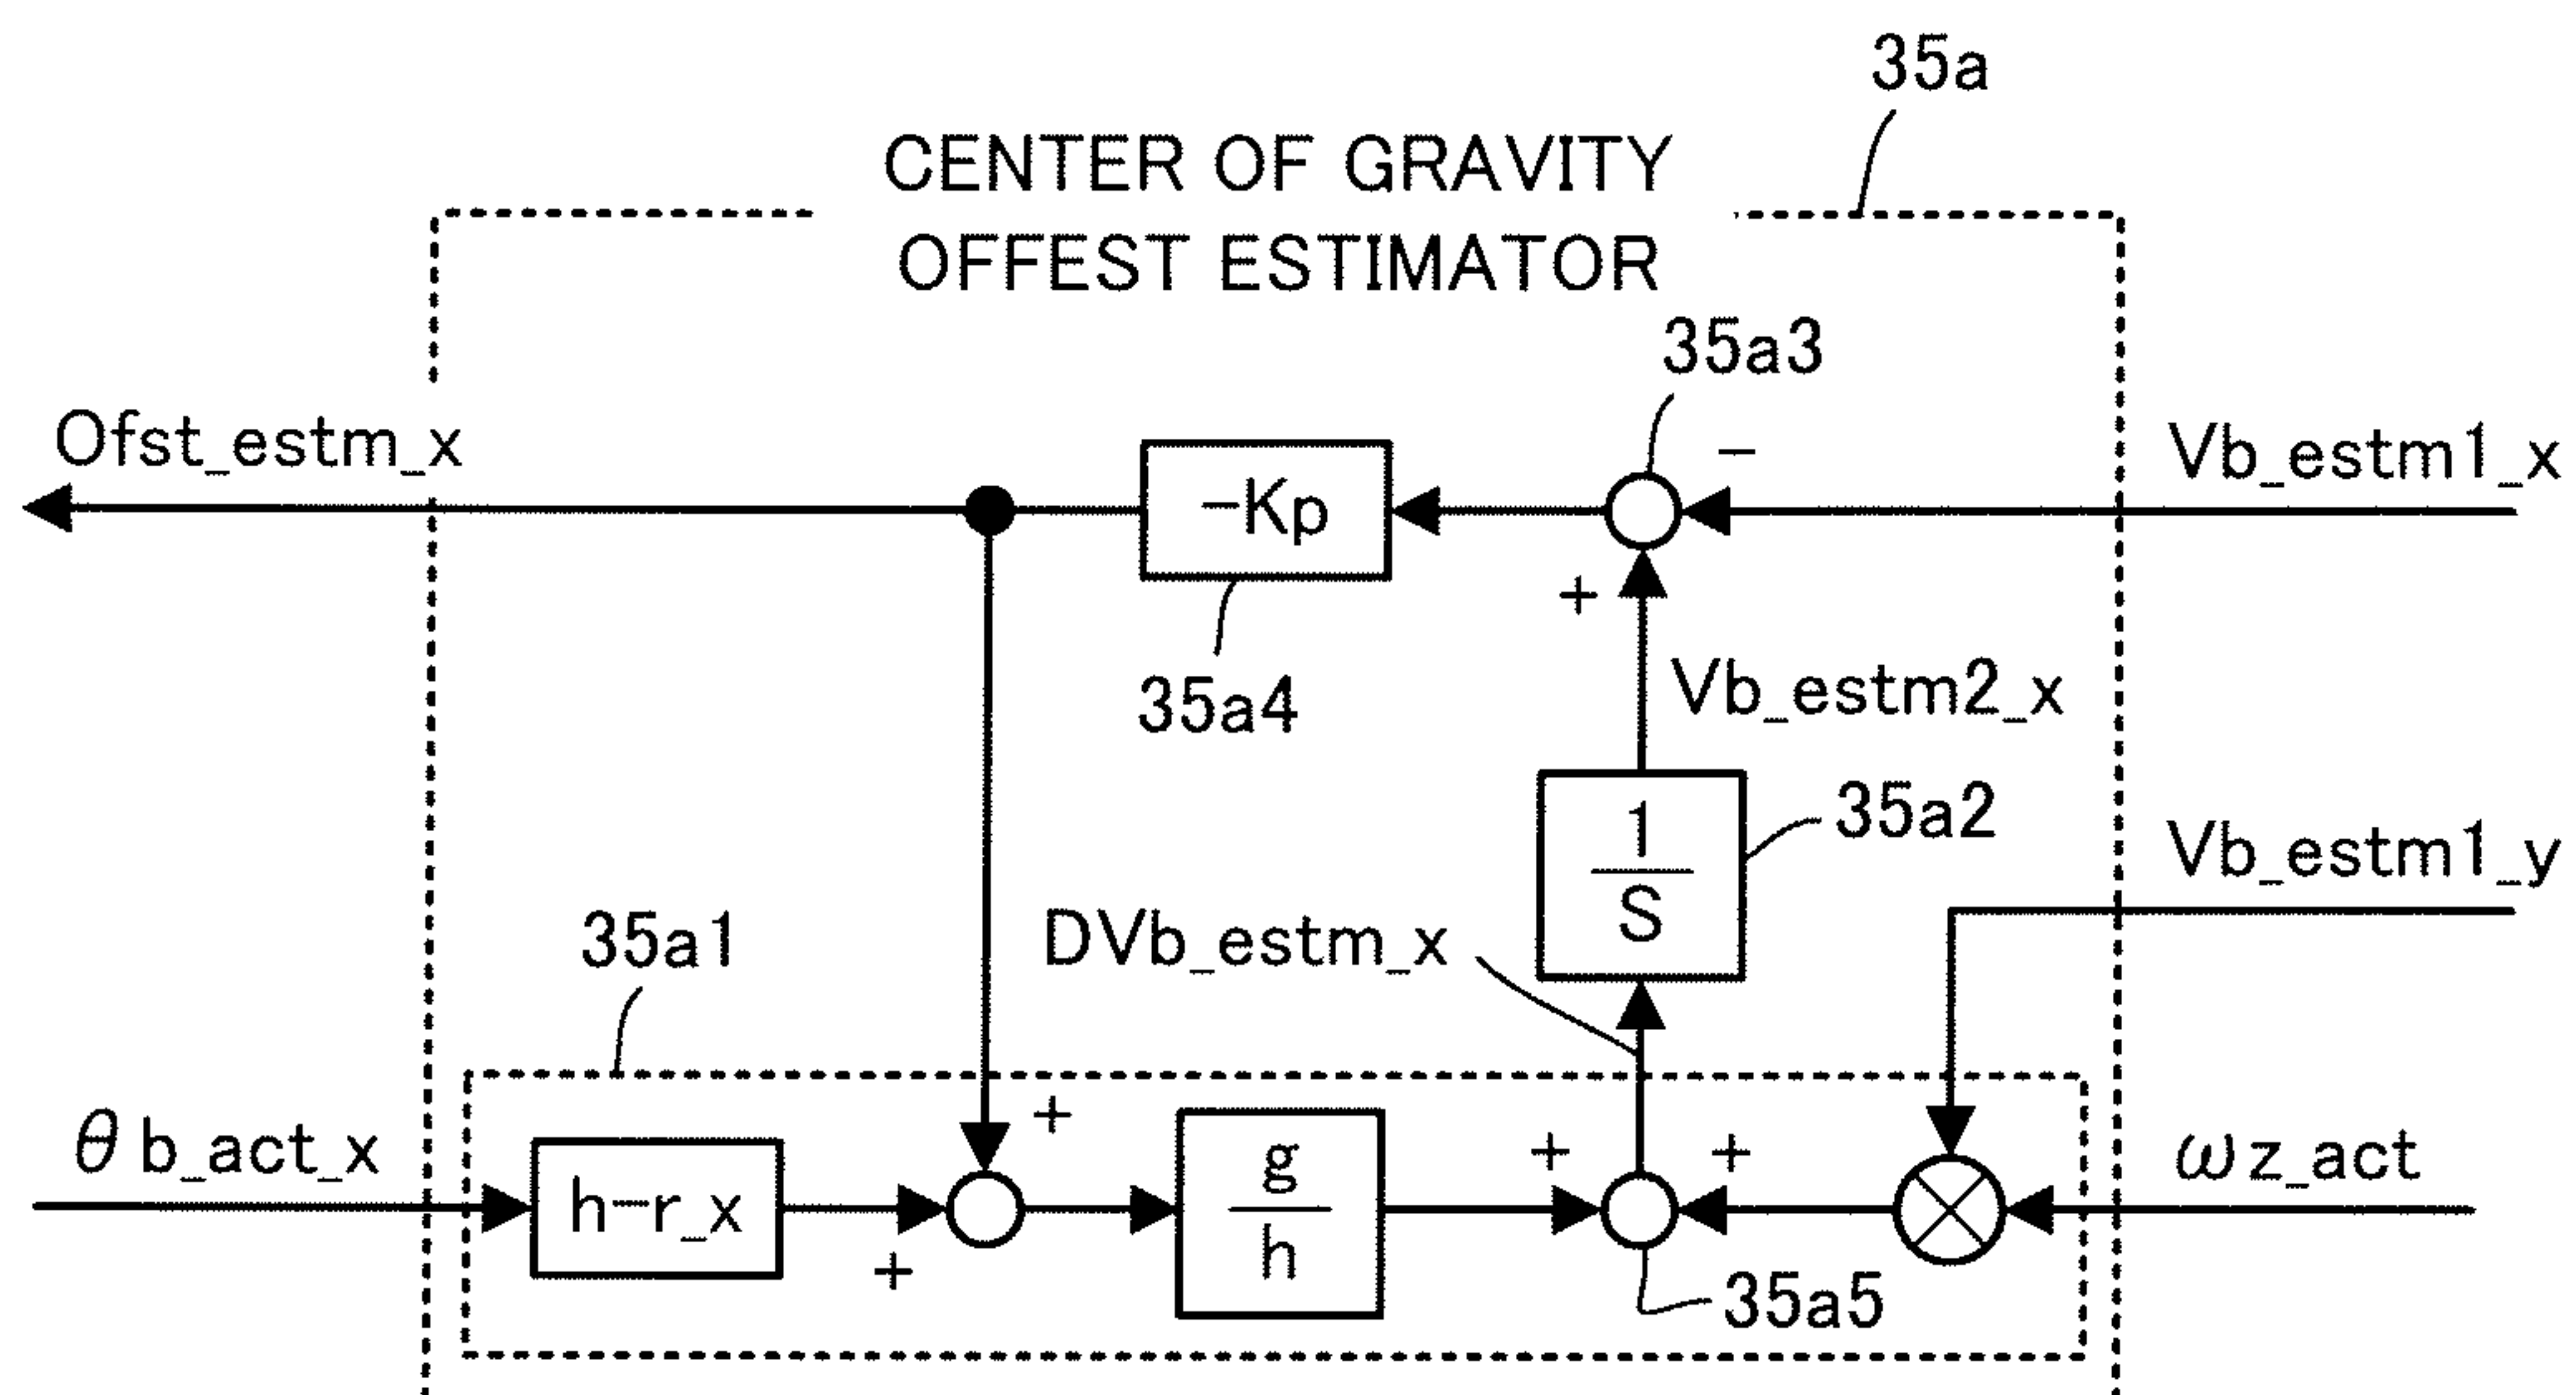 35a
CENTER OF GRAVITY
OFFEST ESTIMATOR
35a3
Ofst_estm_x
-Kp
−
Vb_estm1_x
+
35a4
Vb_estm2_x
1
S
35a2
Vb_estm1_y
35a1
DVb_estm_x
θb_act_x
h-r_x
+
+
g
h
+
+
ωz_act
35a5